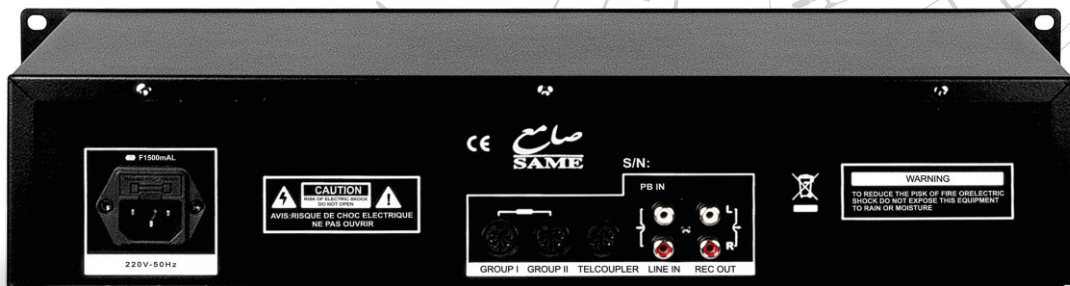 F1500mAL
220V-50Hz
CAUTION
RISK OF ELECTRIC SHOCK
DO NOT OPEN
AVIS:RISQUE DE CHOC ELECTRIQUE
NE PAS OUVRIR
CE
صامع
SAME
S/N:
PB IN
L
R
GROUP I GROUP II TELCOUPLER LINE IN REC OUT
WARNING
TO REDUCE THE PISK OF FIRE ORELECTRIC
SHOCK DO NOT EXPOSE THIS EQUIPMENT
TO RAIN OR MOISTURE